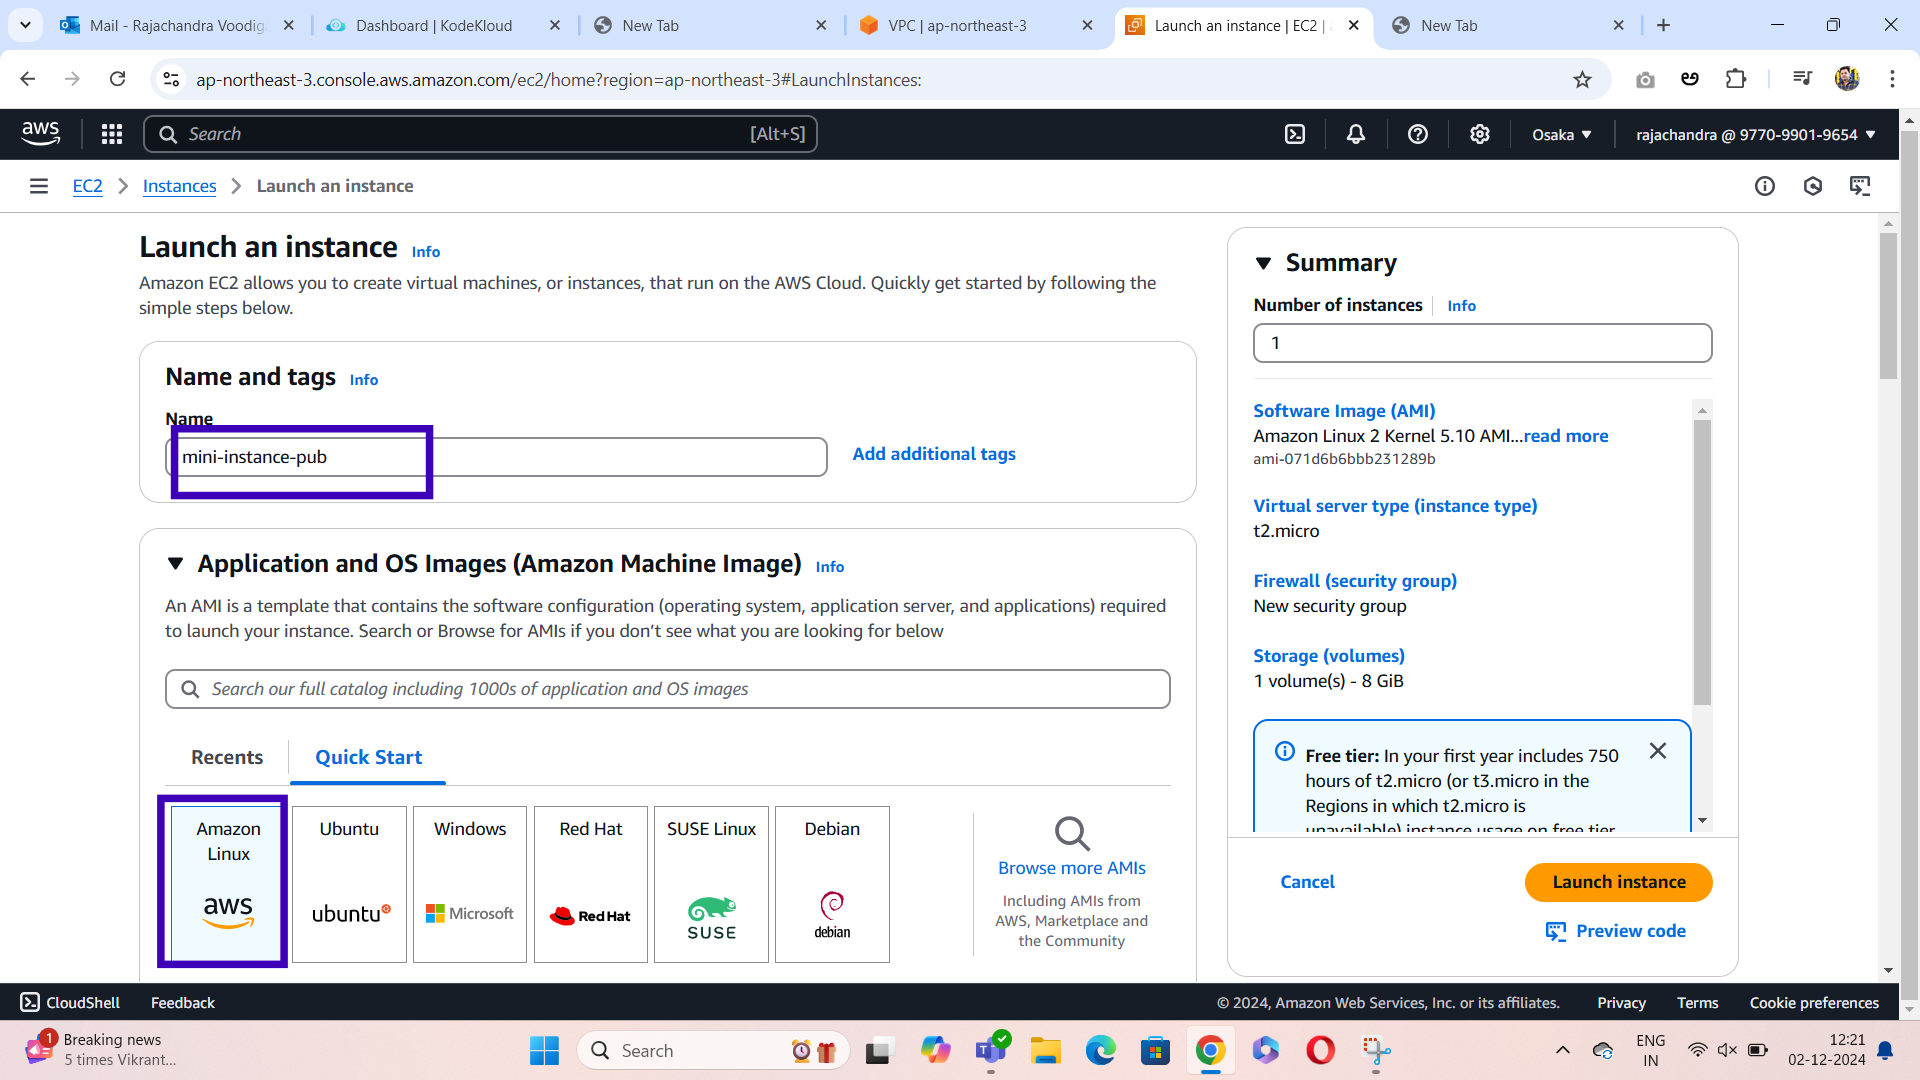 Mail - Rajachandra Voodig
Dashboard | KodeKloud
New Tab
VPC | ap-northeast-3
Launch an instance | EC2 |
New Tab
ap-northeast-3.console.aws.amazon.com/ec2/home?region=ap-northeast-3#LaunchInstances:
aws
Search
[Alt+S]
Osaka
rajachandra @ 9770-9901-9654
EC2
Instances
Launch an instance
Launch an instance Info
Amazon EC2 allows you to create virtual machines, or instances, that run on the AWS Cloud. Quickly get started by following the
simple steps below.
Name and tags Info
Name
mini-instance-pub
Add additional tags
Application and OS Images (Amazon Machine Image) Info
An AMI is a template that contains the software configuration (operating system, application server, and applications) required
to launch your instance. Search or Browse for AMIs if you don’t see what you are looking for below
Search our full catalog including 1000s of application and OS images
Recents
Quick Start
Amazon
Linux
aws
Ubuntu
ubuntu
Windows
Microsoft
Red Hat
Red Hat
SUSE Linux
SUSE
Debian
debian
Browse more AMIs
Including AMIs from
AWS, Marketplace and
the Community
Summary
Number of instances Info
1
Software Image (AMI)
Amazon Linux 2 Kernel 5.10 AMI...read more
ami-071d6b6bbb231289b
Virtual server type (instance type)
t2.micro
Firewall (security group)
New security group
Storage (volumes)
1 volume(s) - 8 GiB
Free tier: In your first year includes 750
hours of t2.micro (or t3.micro in the
Regions in which t2.micro is
unavailable) instance usage on free tier
Cancel
Launch instance
Preview code
CloudShell
Feedback
© 2024, Amazon Web Services, Inc. or its affiliates.
Privacy
Terms
Cookie preferences
1
Breaking news
5 times Vikrant...
Search
ENG
IN
12:21
02-12-2024